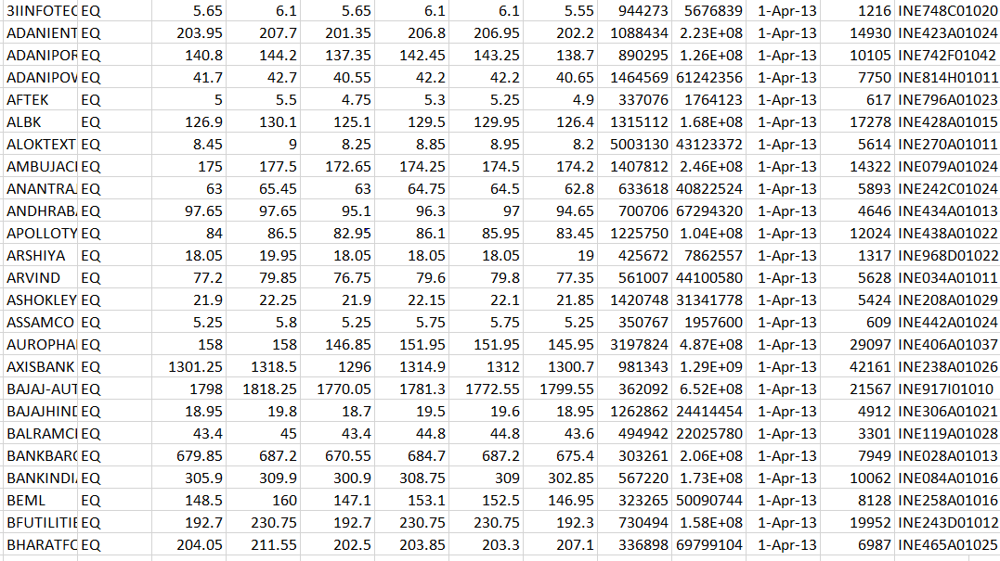 3IINFOTEC EQ 5.65 6.1 5.65 6.1 6.1 5.55 944273 5676839 1-Apr-13 1216 INE748C01020
ADANIENT EQ 203.95 207.7 201.35 206.8 206.95 202.2 1088434 2.23E+08 1-Apr-13 14930 INE423A01024
ADANIPOR EQ 140.8 144.2 137.35 142.45 143.25 138.7 890295 1.26E+08 1-Apr-13 10105 INE742F01042
ADANIPOW EQ 41.7 42.7 40.55 42.2 42.2 40.65 1464569 61242356 1-Apr-13 7750 INE814H01011
AFTEK EQ 5 5.5 4.75 5.3 5.25 4.9 337076 1764123 1-Apr-13 617 INE796A01023
ALBK EQ 126.9 130.1 125.1 129.5 129.95 126.4 1315112 1.68E+08 1-Apr-13 17278 INE428A01015
ALOKTEXT EQ 8.45 9 8.25 8.85 8.95 8.2 5003130 43123372 1-Apr-13 5614 INE270A01011
AMBUJACE EQ 175 177.5 172.65 174.25 174.5 174.2 1407812 2.46E+08 1-Apr-13 14322 INE079A01024
ANANTRAJ EQ 63 65.45 63 64.75 64.5 62.8 633618 40822524 1-Apr-13 5893 INE242C01024
ANDHRABA EQ 97.65 97.65 95.1 96.3 97 94.65 700706 67294320 1-Apr-13 4646 INE434A01013
APOLLOTY EQ 84 86.5 82.95 86.1 85.95 83.45 1225750 1.04E+08 1-Apr-13 12024 INE438A01022
ARSHIYA EQ 18.05 19.95 18.05 18.05 18.05 19 425672 7862557 1-Apr-13 1317 INE968D01022
ARVIND EQ 77.2 79.85 76.75 79.6 79.8 77.35 561007 44100580 1-Apr-13 5628 INE034A01011
ASHOKLEY EQ 21.9 22.25 21.9 22.15 22.1 21.85 1420748 31341778 1-Apr-13 5424 INE208A01029
ASSAMCO EQ 5.25 5.8 5.25 5.75 5.75 5.25 350767 1957600 1-Apr-13 609 INE442A01024
AUROPHA EQ 158 158 146.85 151.95 151.95 145.95 3197824 4.87E+08 1-Apr-13 29097 INE406A01037
AXISBANK EQ 1301.25 1318.5 1296 1314.9 1312 1300.7 981343 1.29E+09 1-Apr-13 42161 INE238A01026
BAJAJ-AUT EQ 1798 1818.25 1770.05 1781.3 1772.55 1799.55 362092 6.52E+08 1-Apr-13 21567 INE917I01010
BAJAJHIND EQ 18.95 19.8 18.7 19.5 19.6 18.95 1262862 24414454 1-Apr-13 4912 INE306A01021
BALRAMCH EQ 43.4 45 43.4 44.8 44.8 43.6 494942 22025780 1-Apr-13 3301 INE119A01028
BANKBARO EQ 679.85 687.2 670.55 684.7 687.2 675.4 303261 2.06E+08 1-Apr-13 7949 INE028A01013
BANKINDIA EQ 305.9 309.9 300.9 308.75 309 302.85 567220 1.73E+08 1-Apr-13 10062 INE084A01016
BEML EQ 148.5 160 147.1 153.1 152.5 146.95 323265 50090744 1-Apr-13 8128 INE258A01016
BFUTILITIE EQ 192.7 230.75 192.7 230.75 230.75 192.3 730494 1.58E+08 1-Apr-13 19952 INE243D01012
BHARATFO EQ 204.05 211.55 202.5 203.85 203.3 207.1 336898 69799104 1-Apr-13 6987 INE465A01025